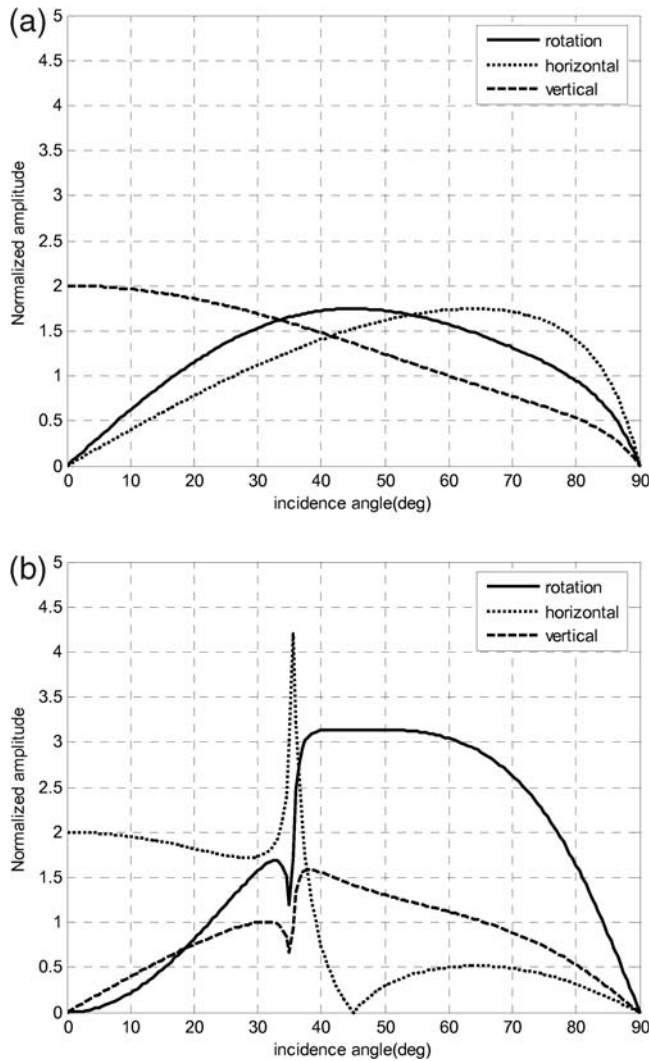 (a)
5
4.5
4
3.5
3
2.5
2
1.5
1
0.5
0
Normalized amplitude
rotation
horizontal
vertical
0 10 20 30 40 50 60 70 80 90
incidence angle(deg)
(b)
5
4.5
4
3.5
3
2.5
2
1.5
1
0.5
0
Normalized amplitude
rotation
horizontal
vertical
0 10 20 30 40 50 60 70 80 90
incidence angle(deg)